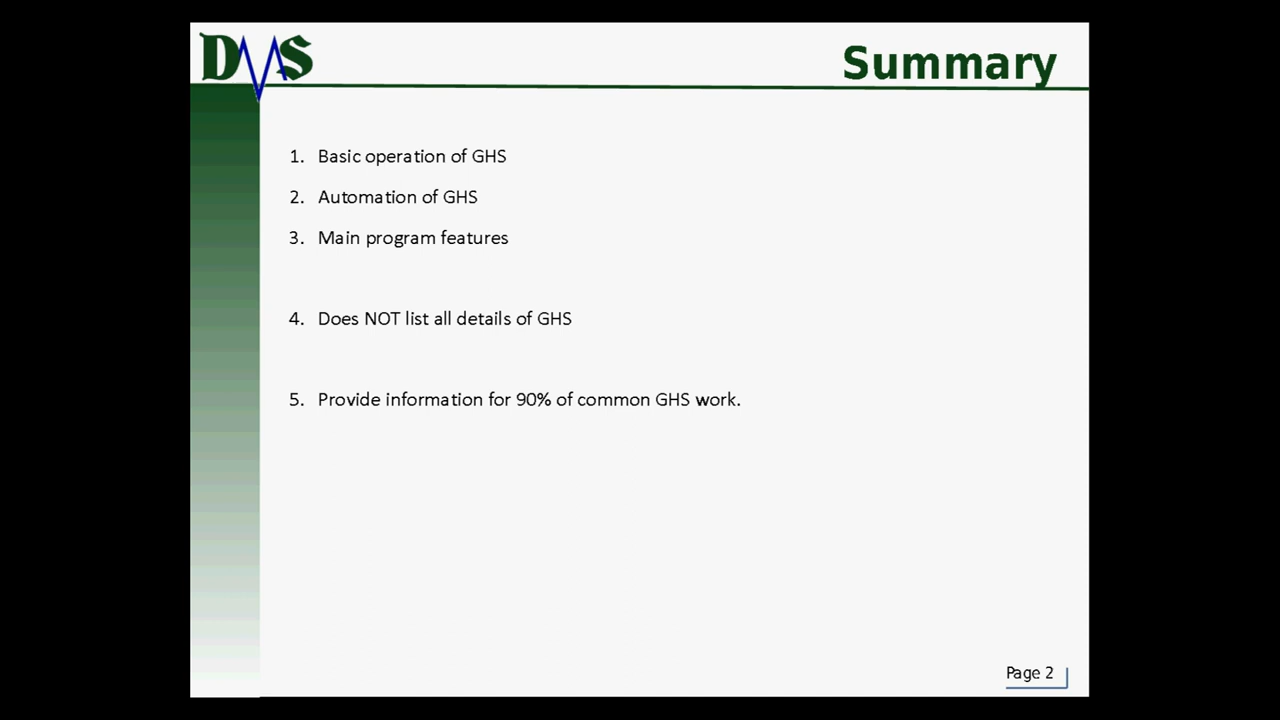 DMS
Summary
1. Basic operation of GHS
2. Automation of GHS
3. Main program features
4. Does NOT list all details of GHS
5. Provide information for 90% of common GHS work.
Page 2